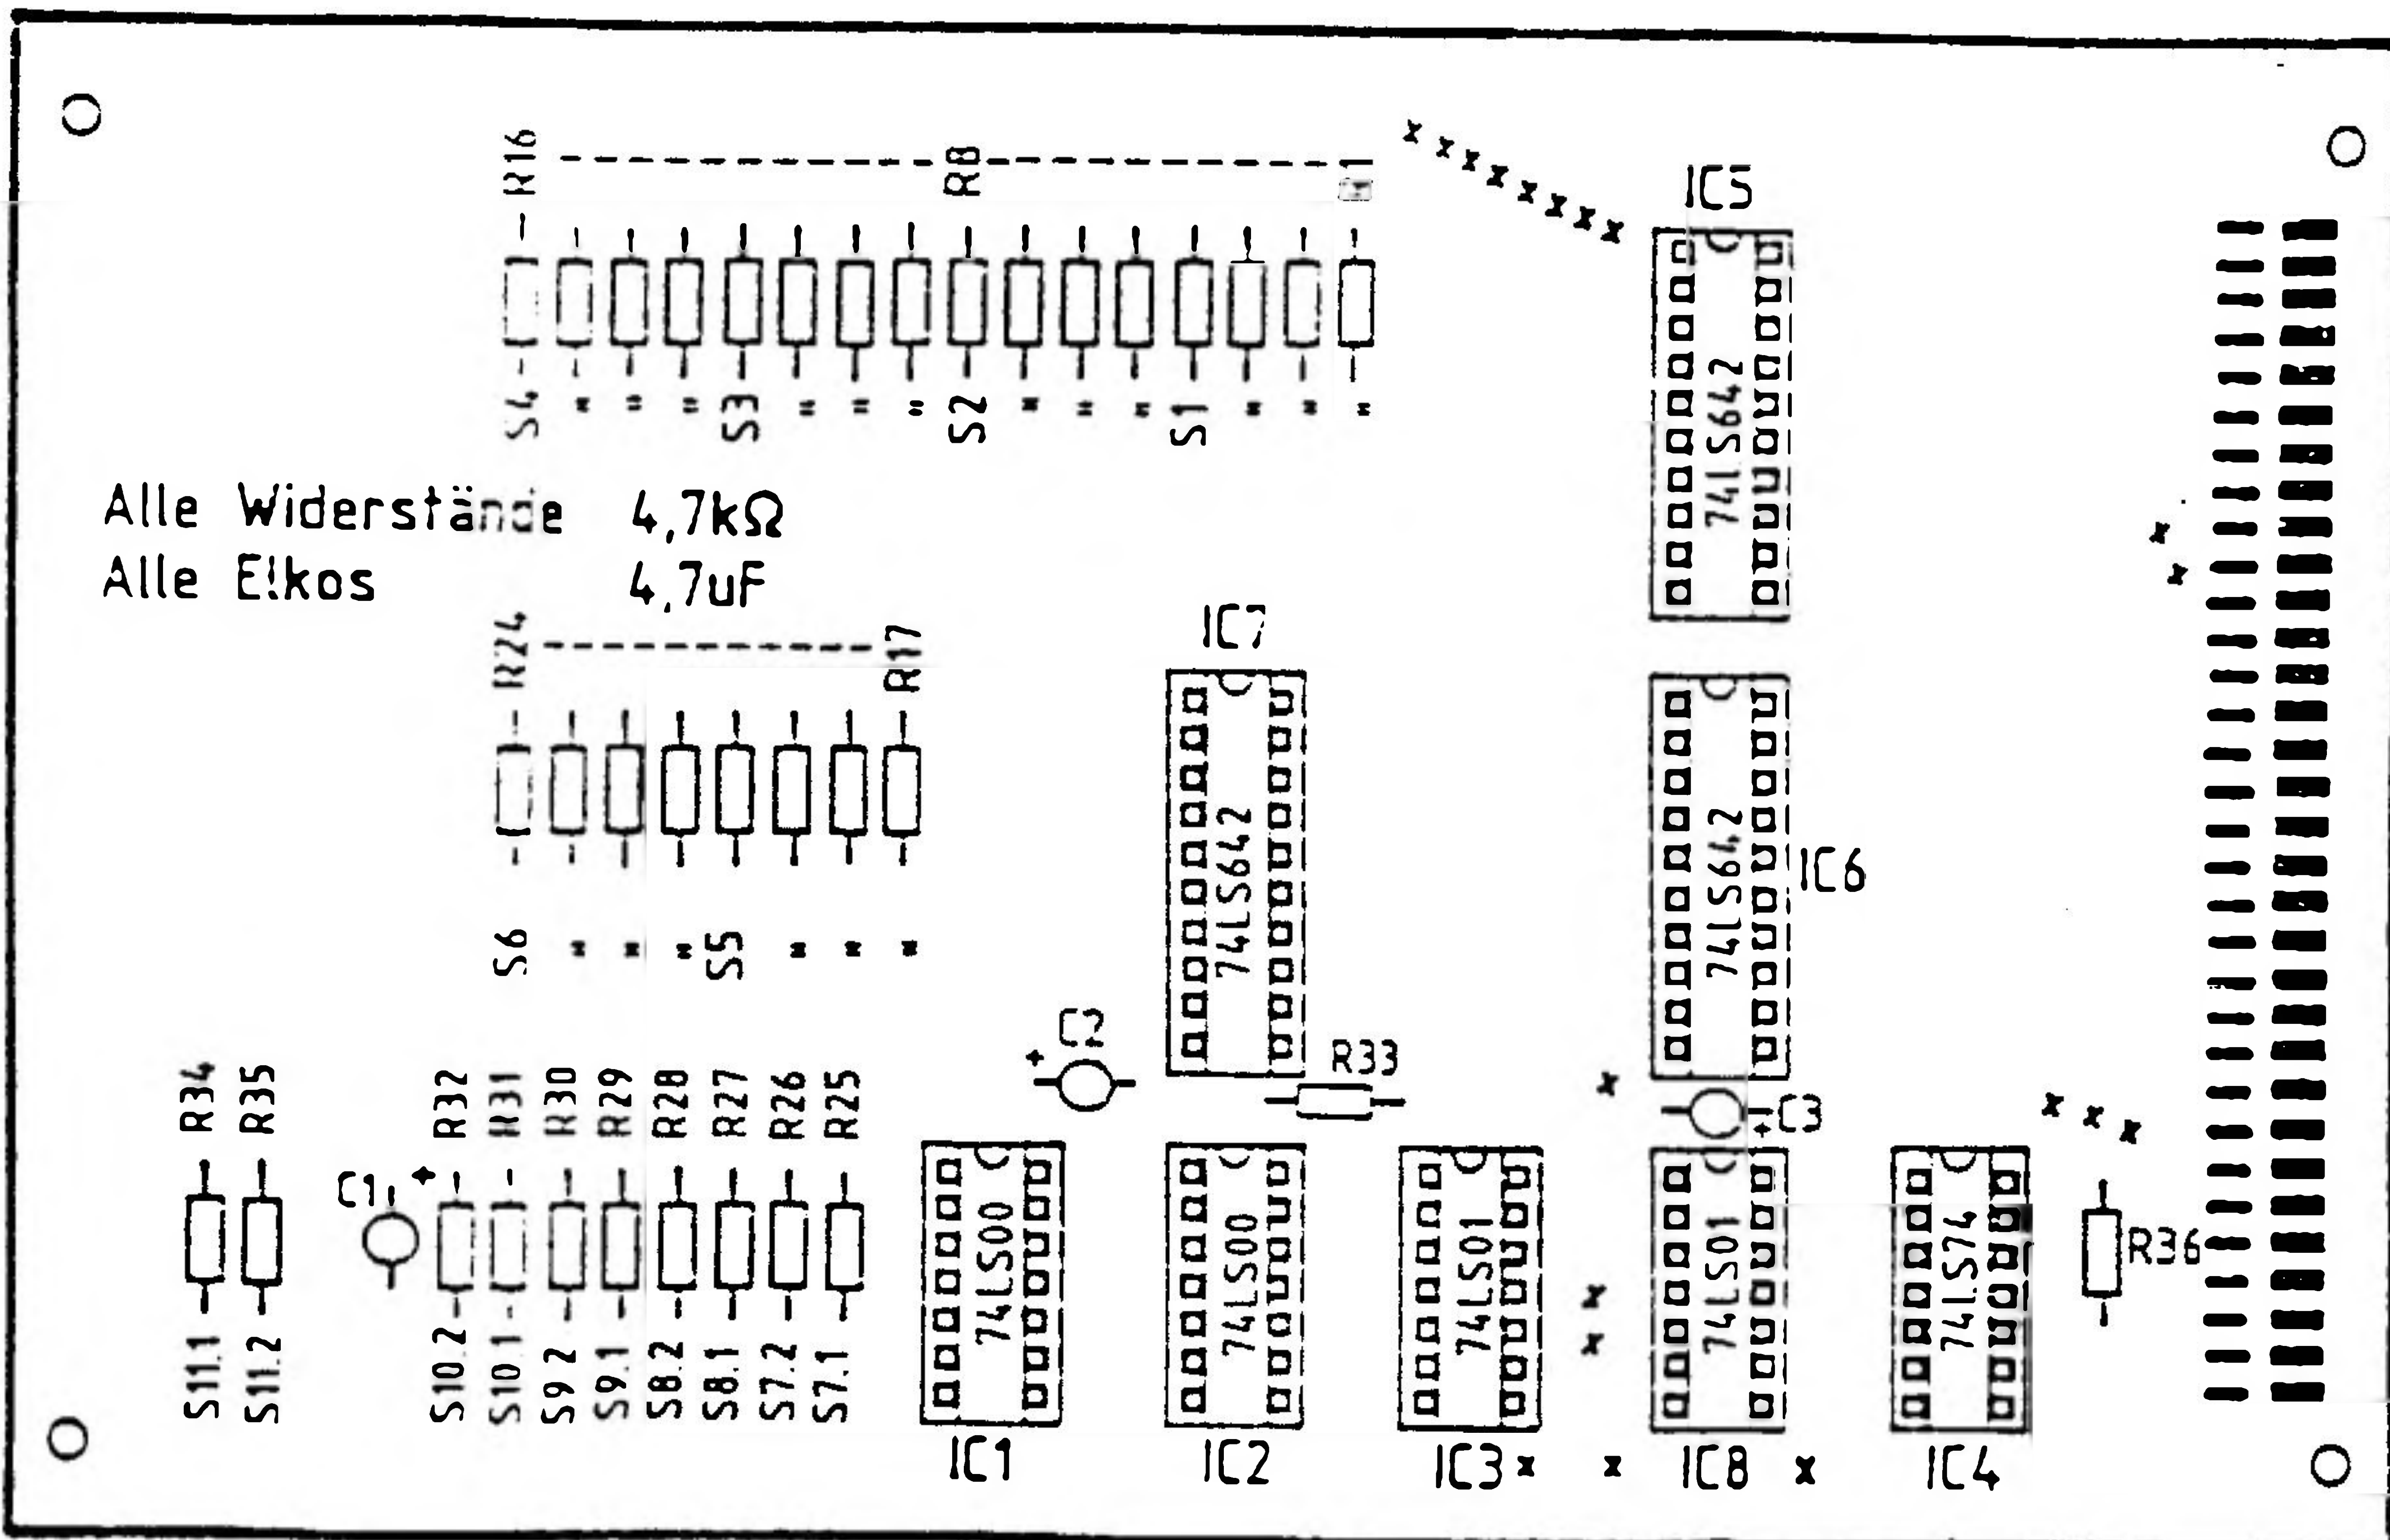 R16 R8
IC5
S4 " " " S3 " " " S2 " " " S1 " " "
74LS642
Alle Widerstände 4,7kΩ
Alle Elkos 4,7uF
R24 R17
IC7
74LS642
74LS642
IC6
S6 " " " S5 " " "
C2
R33
R34 R35 R32 R31 R30 R29 R28 R27 R26 R25
C3
C1
74LS00 74LS00 74LS01 74LS01 74LS74
R36
S11.1 S11.2 S10.2 S10.1 S9.2 S9.1 S8.2 S8.1 S7.2 S7.1
IC1 IC2 IC3 IC8 IC4